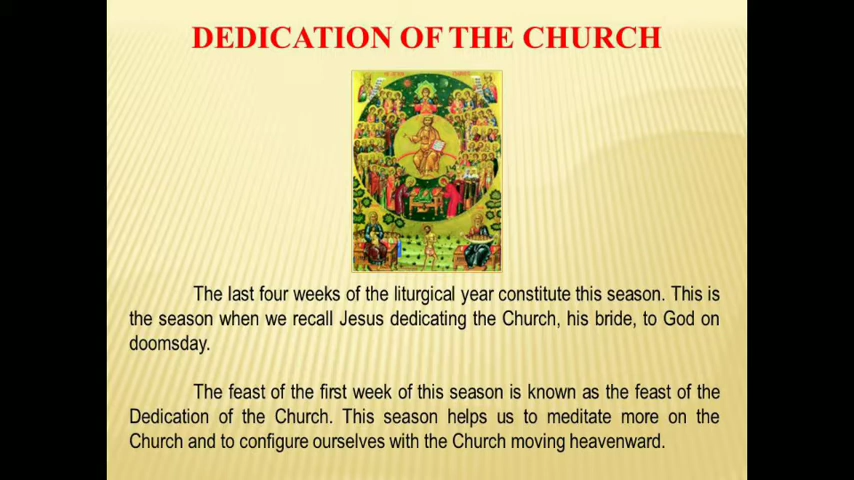 DEDICATION OF THE CHURCH
The last four weeks of the liturgical year constitute this season. This is
the season when we recall Jesus dedicating the Church, his bride, to God on
doomsday.
The feast of the first week of this season is known as the feast of the
Dedication of the Church. This season helps us to meditate more on the
Church and to configure ourselves with the Church moving heavenward.